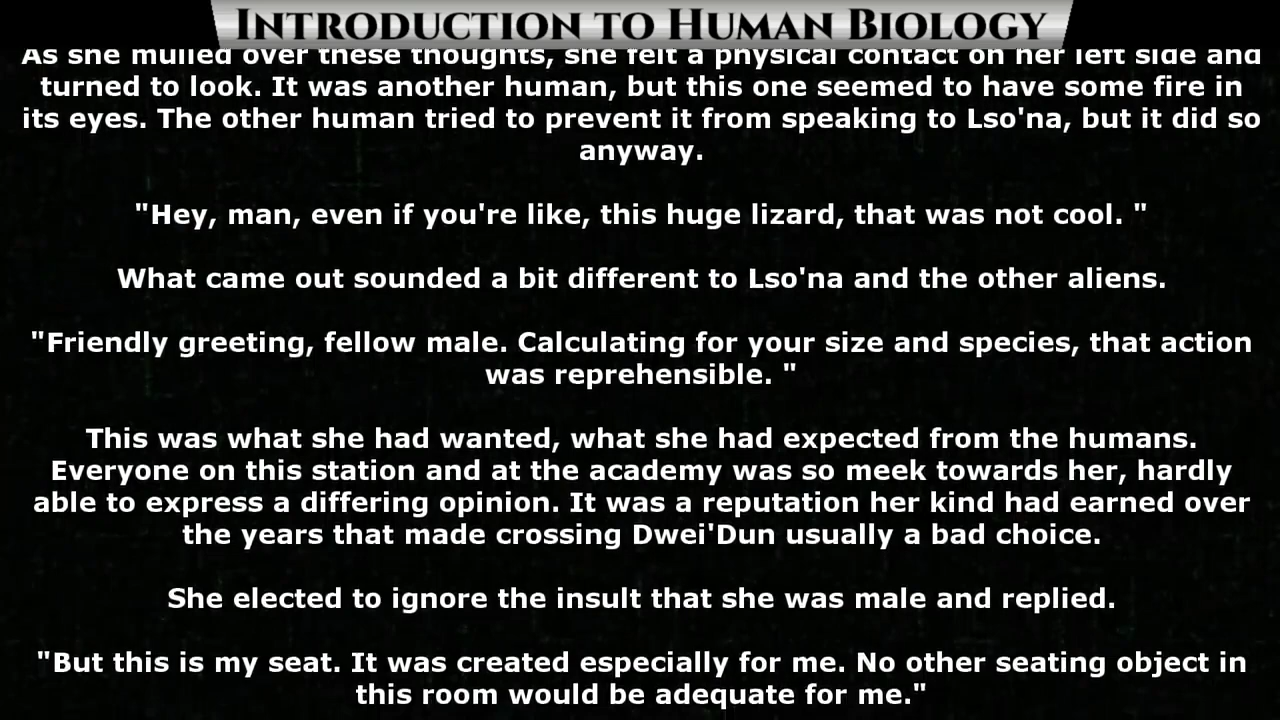 Introduction to Human Biology
As she mulled over these thoughts, she felt a physical contact on her left side and
turned to look. It was another human, but this one seemed to have some fire in
its eyes. The other human tried to prevent it from speaking to Lso'na, but it did so
anyway.
"Hey, man, even if you're like, this huge lizard, that was not cool. "
What came out sounded a bit different to Lso'na and the other aliens.
"Friendly greeting, fellow male. Calculating for your size and species, that action
was reprehensible. "
This was what she had wanted, what she had expected from the humans.
Everyone on this station and at the academy was so meek towards her, hardly
able to express a differing opinion. It was a reputation her kind had earned over
the years that made crossing Dwei'Dun usually a bad choice.
She elected to ignore the insult that she was male and replied.
"But this is my seat. It was created especially for me. No other seating object in
this room would be adequate for me."